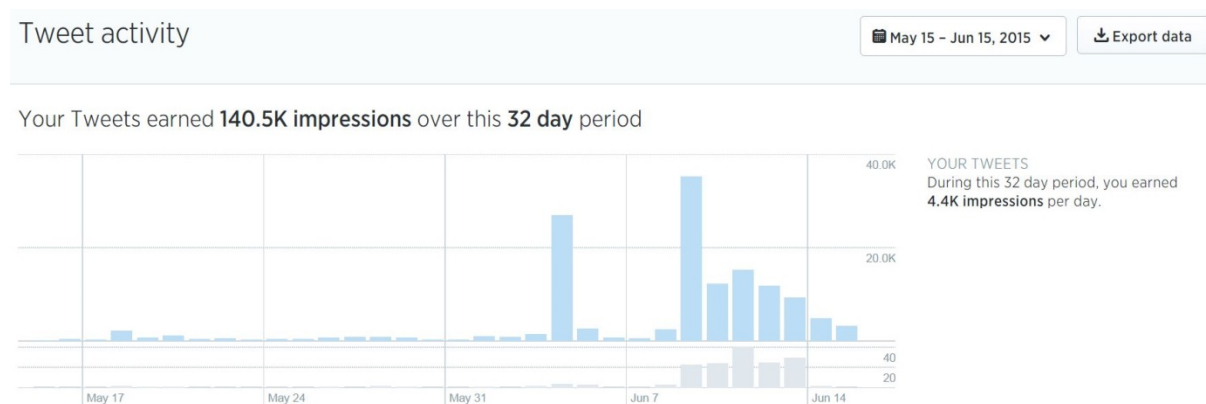 Tweet activity
May 15 – Jun 15, 2015
Export data
Your Tweets earned 140.5K impressions over this 32 day period
40.0K
20.0K
40
20
May 17
May 24
May 31
Jun 7
Jun 14
YOUR TWEETS
During this 32 day period, you earned
4.4K impressions per day.